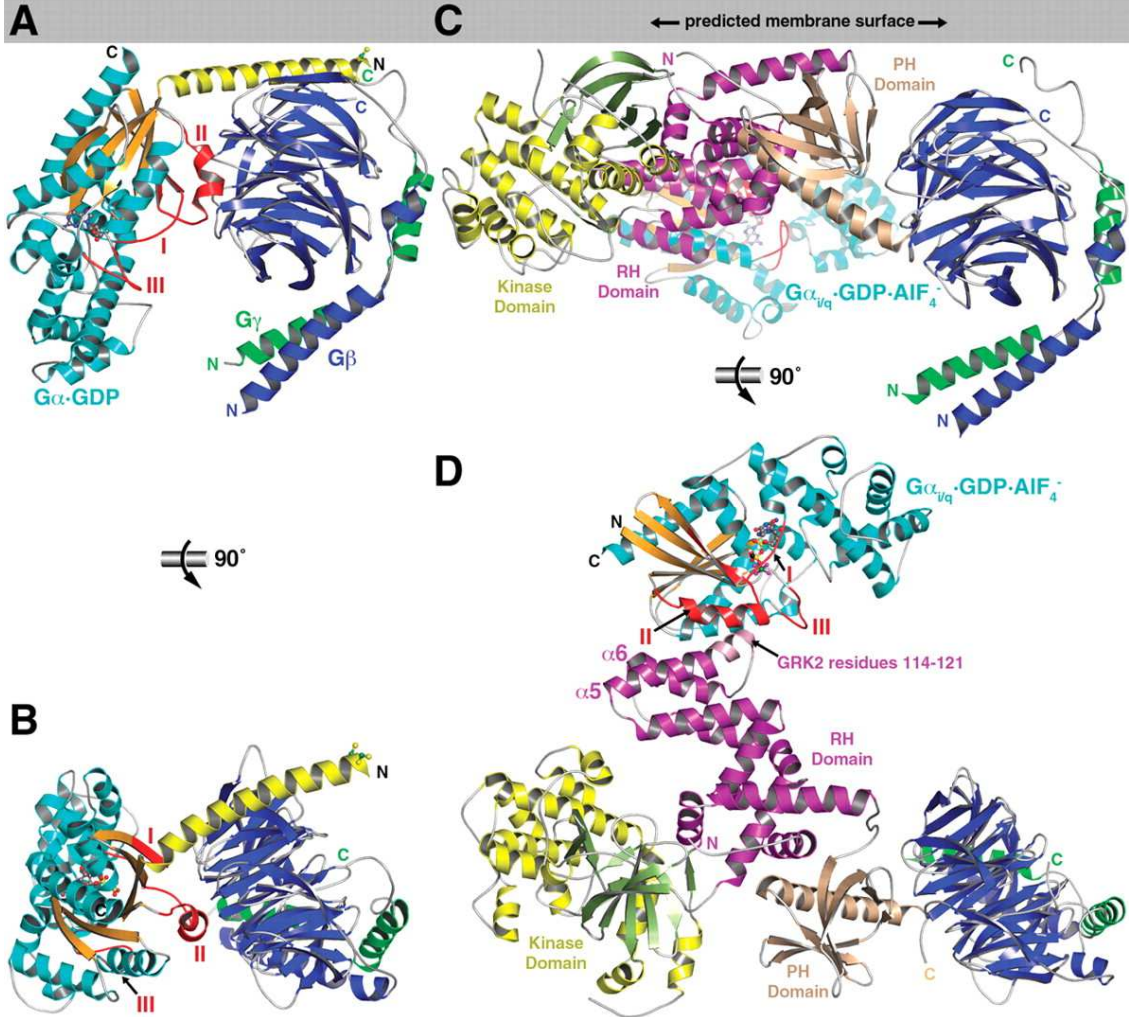 A
C
predicted membrane surface
C
N
C
C
II
I
III
Gγ
N
Gβ
N
Gα·GDP
N
PH
Domain
C
C
Kinase
Domain
RH
Domain
Gαi/q·GDP·AlF4-
N
N
90°
90°
D
Gαi/q·GDP·AlF4-
N
C
I
II
III
GRK2 residues 114-121
α6
α5
RH
Domain
N
Kinase
Domain
PH
Domain
C
C
B
N
I
C
C
II
III